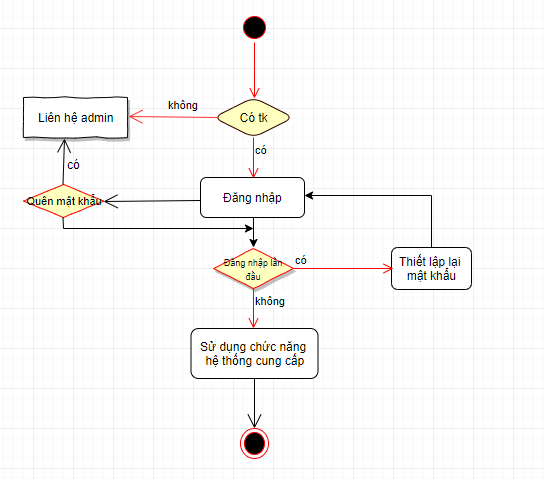 không
Liên hệ admin
Có tk
có
có
Quên mật khẩu
Đăng nhập
Đăng nhập lần
đầu
có
Thiết lập lại
mật khẩu
không
Sử dụng chức năng
hệ thống cung cấp